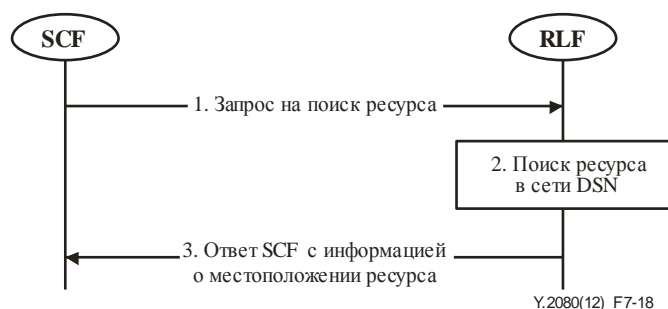 SCF
RLF
1. Запрос на поиск ресурса
2. Поиск ресурса
в сети DSN
3. Ответ SCF с информацией
о местоположении ресурса
Y.2080(12)_F7-18